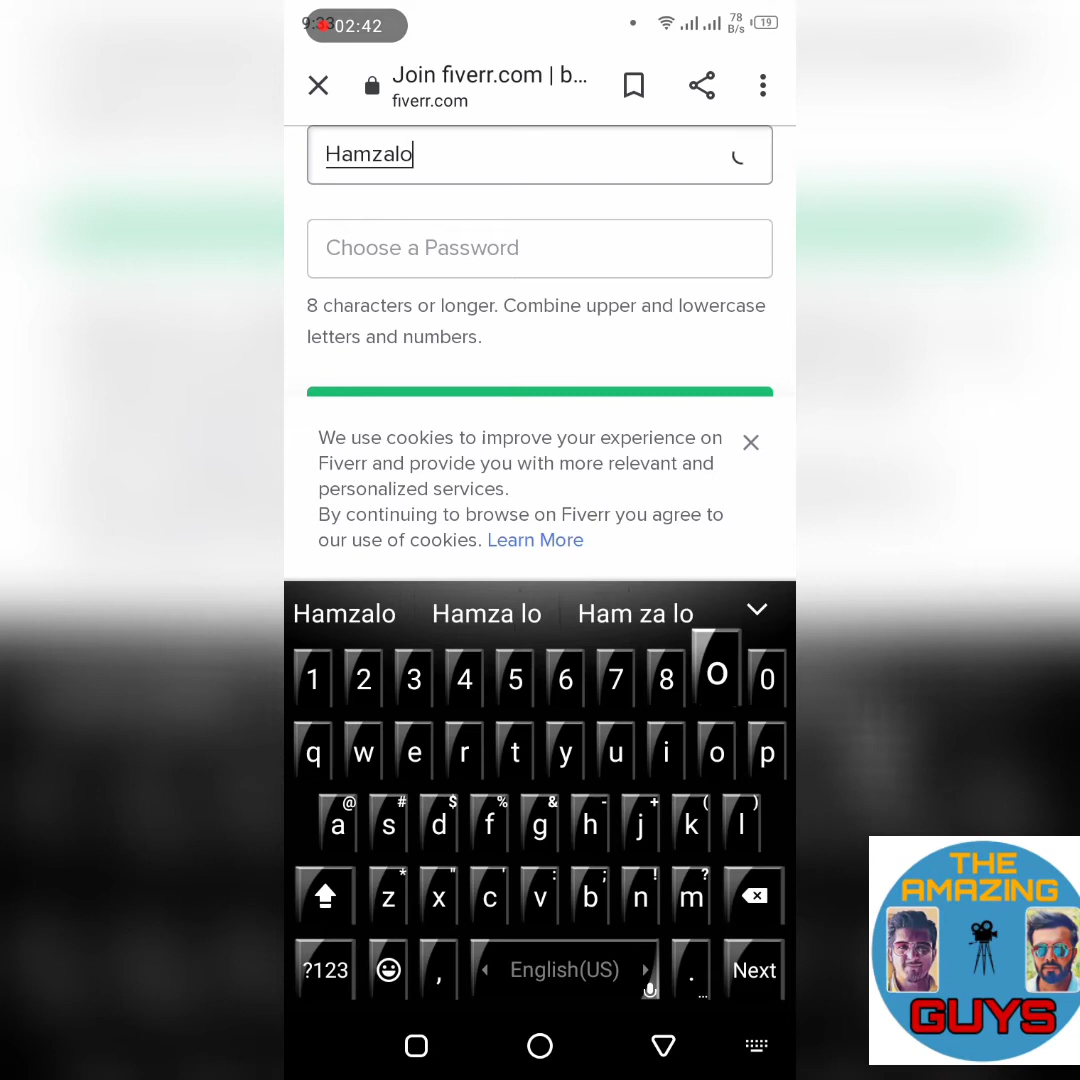 9:33 02:42 78 B/s 19
Join fiverr.com | b...
fiverr.com
Hamzalo
Choose a Password
8 characters or longer. Combine upper and lowercase
letters and numbers.
We use cookies to improve your experience on
Fiverr and provide you with more relevant and
personalized services.
By continuing to browse on Fiverr you agree to
our use of cookies. Learn More
Hamzalo Hamza lo Ham za lo
1 2 3 4 5 6 7 8 o 0
q w e r t y u i o p
@ # $ % & - + ( )
a s d f g h j k l
* " ' : ; ! ?
z x c v b n m
?123 , English(US) . ... Next
THE
AMAZING
GUYS